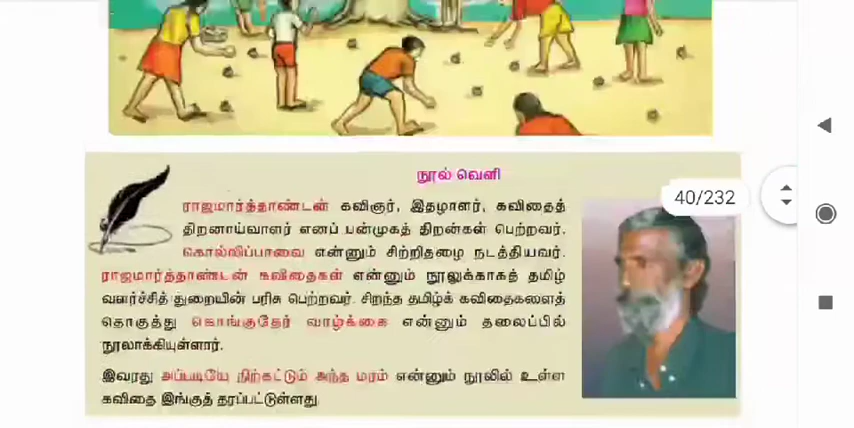 நூல் வெளி
40/232
ராஜமார்த்தாண்டன் கவிஞர், இதழாளர், கவிதைத்
திறனாய்வாளர் எனப் பன்முகத் திறன்கள் பெற்றவர்.
கொல்லிப்பாவை என்னும் சிற்றிதழை நடத்தியவர்.
ராஜமார்த்தாண்டன் கவிதைகள் என்னும் நூலுக்காகத் தமிழ்
வளர்ச்சித் துறையின் பரிசு பெற்றவர். சிறந்த தமிழ்க் கவிதைகளைத்
தொகுத்து கொங்குதேர் வாழ்க்கை என்னும் தலைப்பில்
நூலாக்கியுள்ளார்.
இவரது அப்படியே நிற்கட்டும் அந்த மரம் என்னும் நூலில் உள்ள
கவிதை இங்குத் தரப்பட்டுள்ளது